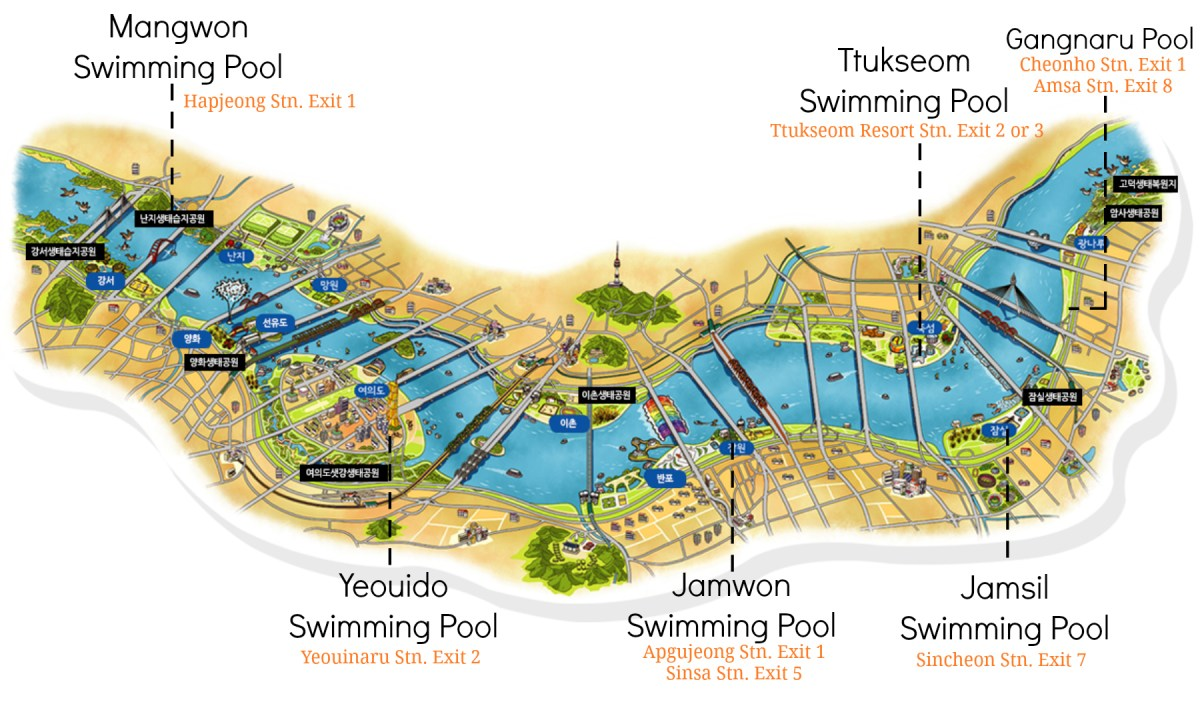 Mangwon
Swimming Pool
Hapjeong Stn. Exit 1
Ttukseom
Swimming Pool
Ttukseom Resort Stn. Exit 2 or 3
Gangnaru Pool
Cheonho Stn. Exit 1
Amsa Stn. Exit 8
고덕생태복원지
암사생태공원
광나루
난지생태습지공원
강서생태습지공원
난지
강서
망원
선유도
양화
양화생태공원
여의도
이촌생태공원
이촌
잠실생태공원
잠실
잠원
반포
여의도샛강생태공원
Yeouido
Swimming Pool
Yeouinaru Stn. Exit 2
Jamwon
Swimming Pool
Apgujeong Stn. Exit 1
Sinsa Stn. Exit 5
Jamsil
Swimming Pool
Sincheon Stn. Exit 7